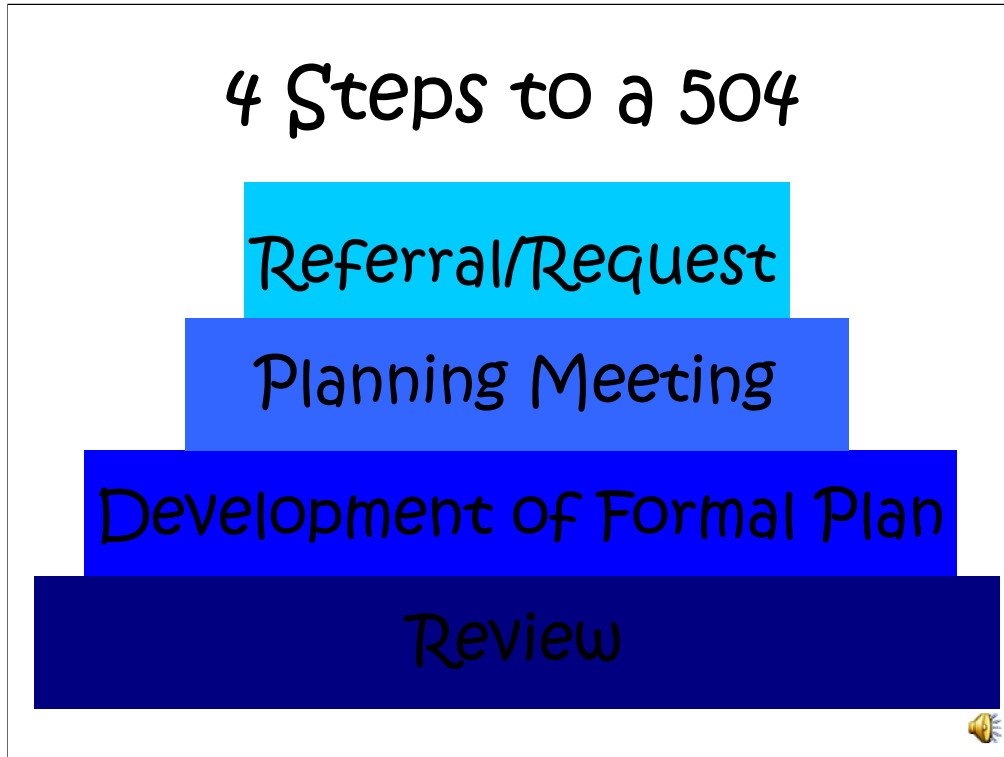 4 Steps to a 504
Referral/Request
Planning Meeting
Development of Formal Plan
Review